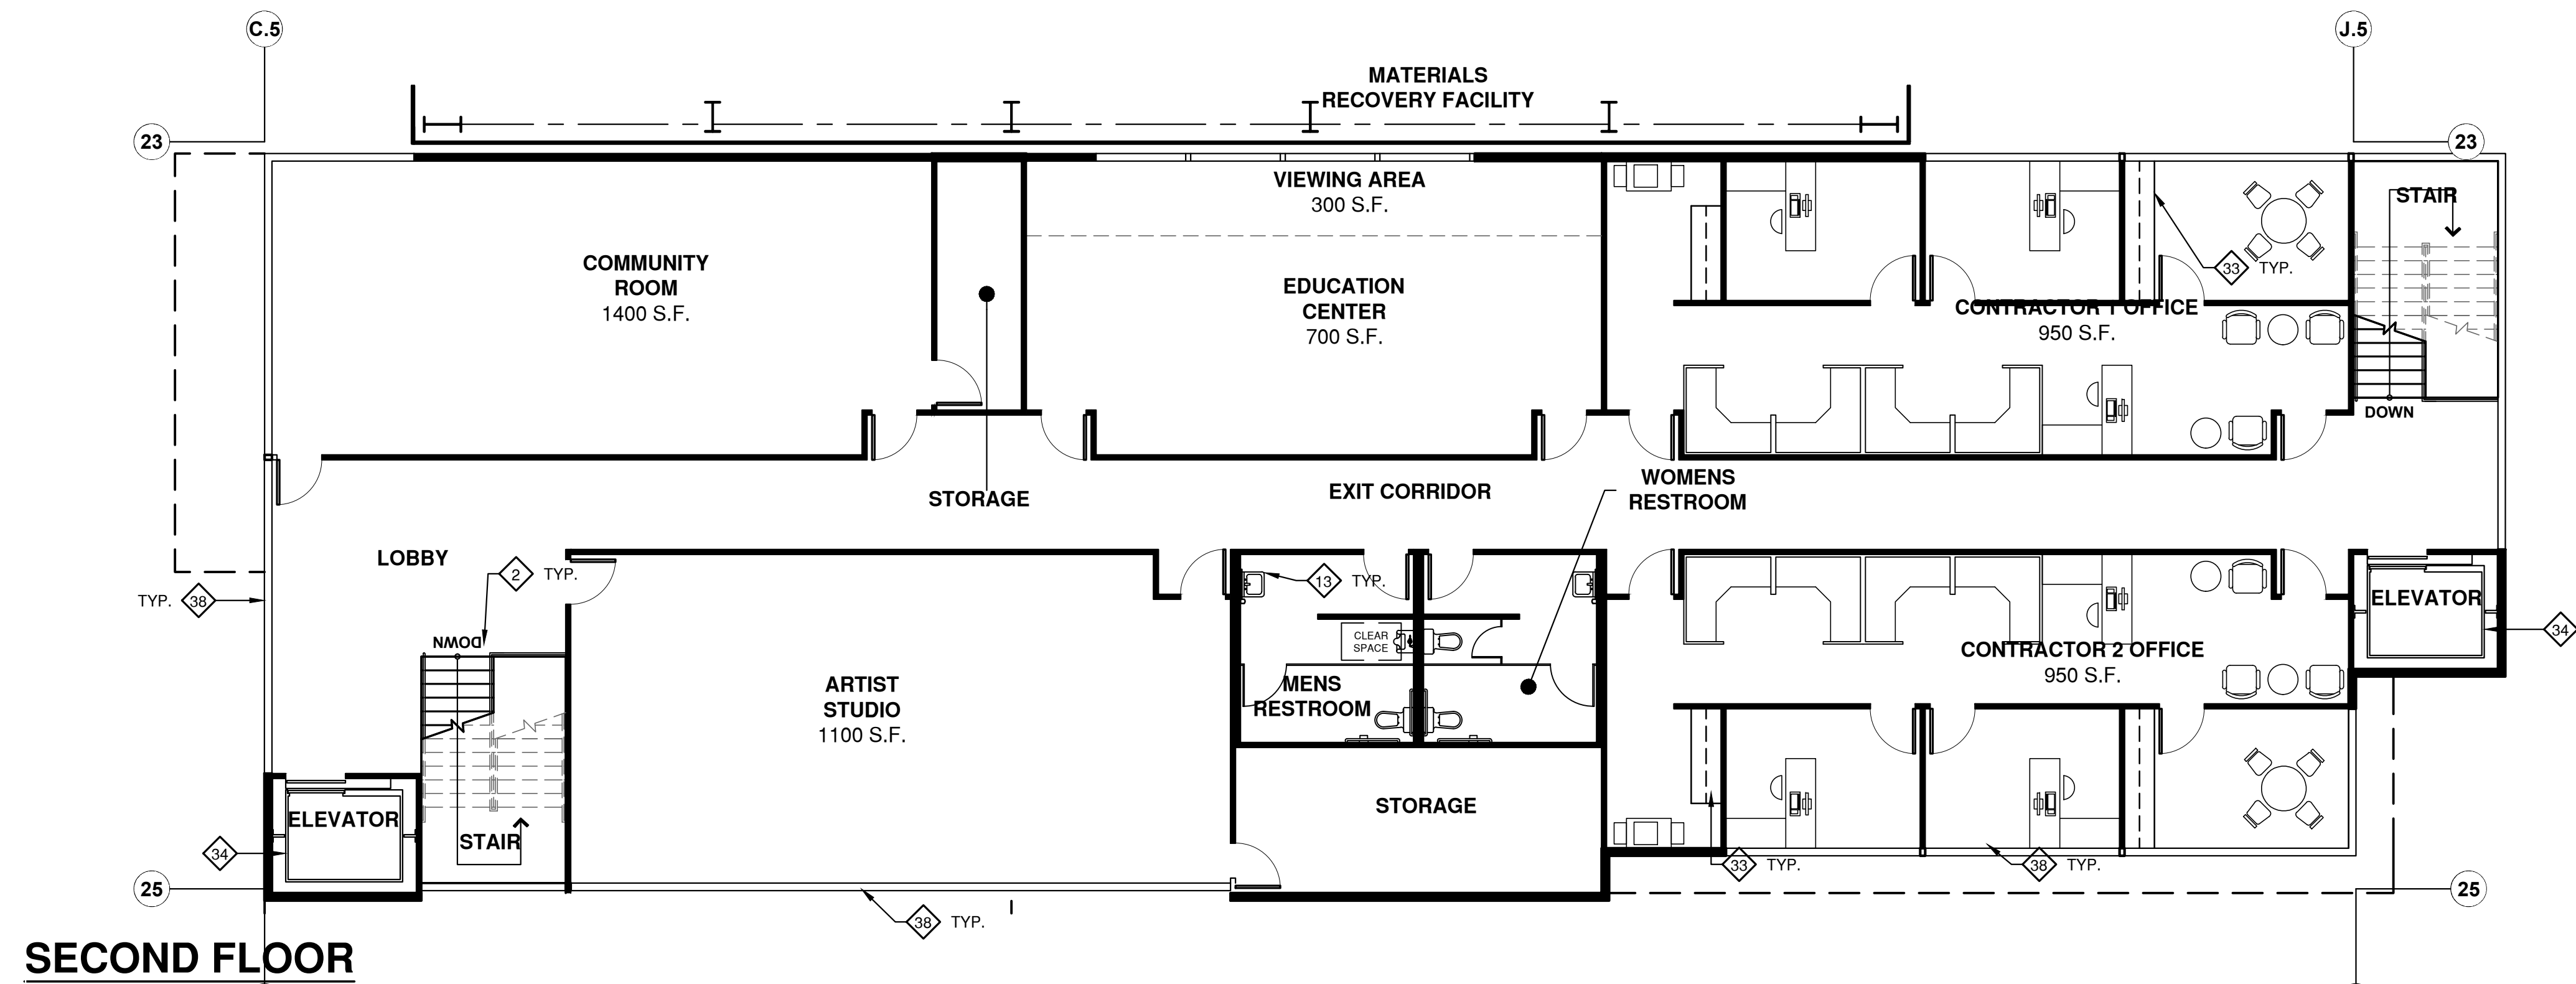 C.5
J.5
MATERIALS
RECOVERY FACILITY
23
23
VIEWING AREA
300 S.F.
STAIR
COMMUNITY
ROOM
1400 S.F.
EDUCATION
CENTER
700 S.F.
33 TYP.
CONTRACTOR 1 OFFICE
950 S.F.
DOWN
STORAGE
EXIT CORRIDOR
WOMENS
RESTROOM
LOBBY
2 TYP.
13 TYP.
TYP. 38
ELEVATOR
34
DOWN
CLEAR
SPACE
CONTRACTOR 2 OFFICE
950 S.F.
ARTIST
STUDIO
1100 S.F.
MENS
RESTROOM
STORAGE
ELEVATOR
STAIR
34
33 TYP.
38 TYP.
25
25
38 TYP.
SECOND FLOOR